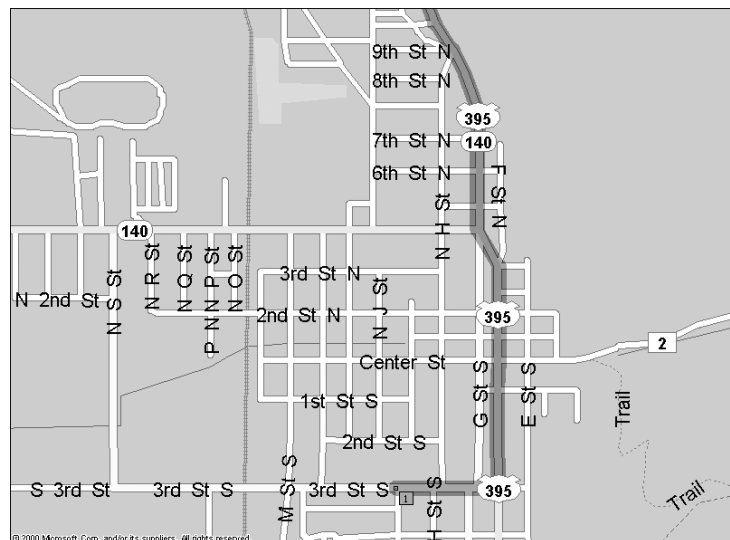 9th St N
8th St N
395
7th St N
140
6th St N
F St N
N H St
140
N R St
N Q St
P N N P St
N O St
3rd St N
N J St
N 2nd St
N S St
2nd St N
395
2
Center St
G St S
E St S
Trail
1st St S
2nd St S
S 3rd St
3rd St S
3rd St S
M St S
1
H St S
395
Trail
© 2000 Microsoft Corp. and/or its suppliers. All rights reserved.